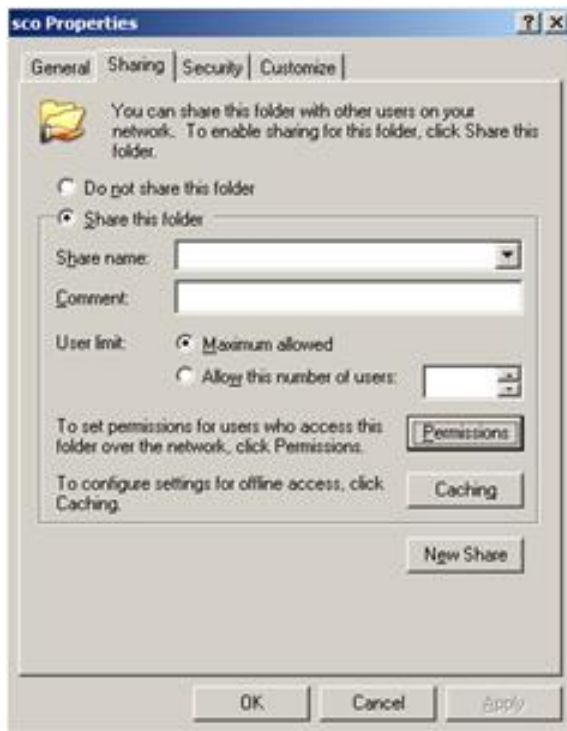 sco Properties
General Sharing Security Customize
You can share this folder with other users on your
network. To enable sharing for this folder, click Share this
folder.
Do not share this folder
Share this folder
Share name:
Comment:
User limit: Maximum allowed
Allow this number of users:
To set permissions for users who access this
folder over the network, click Permissions.
Permissions
To configure settings for offline access, click
Caching.
Caching
New Share
OK Cancel Apply